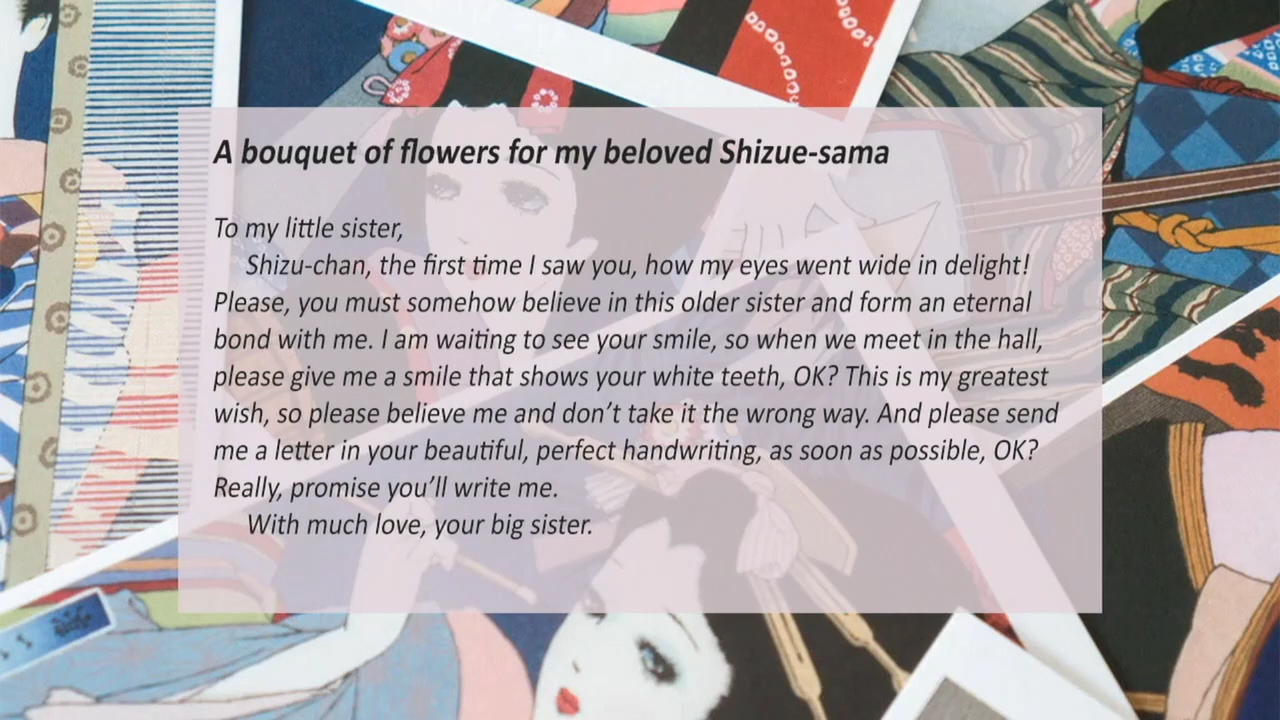 A bouquet of flowers for my beloved Shizue-sama
To my little sister,
Shizu-chan, the first time I saw you, how my eyes went wide in delight!
Please, you must somehow believe in this older sister and form an eternal
bond with me. I am waiting to see your smile, so when we meet in the hall,
please give me a smile that shows your white teeth, OK? This is my greatest
wish, so please believe me and don’t take it the wrong way. And please send
me a letter in your beautiful, perfect handwriting, as soon as possible, OK?
Really, promise you’ll write me.
With much love, your big sister.